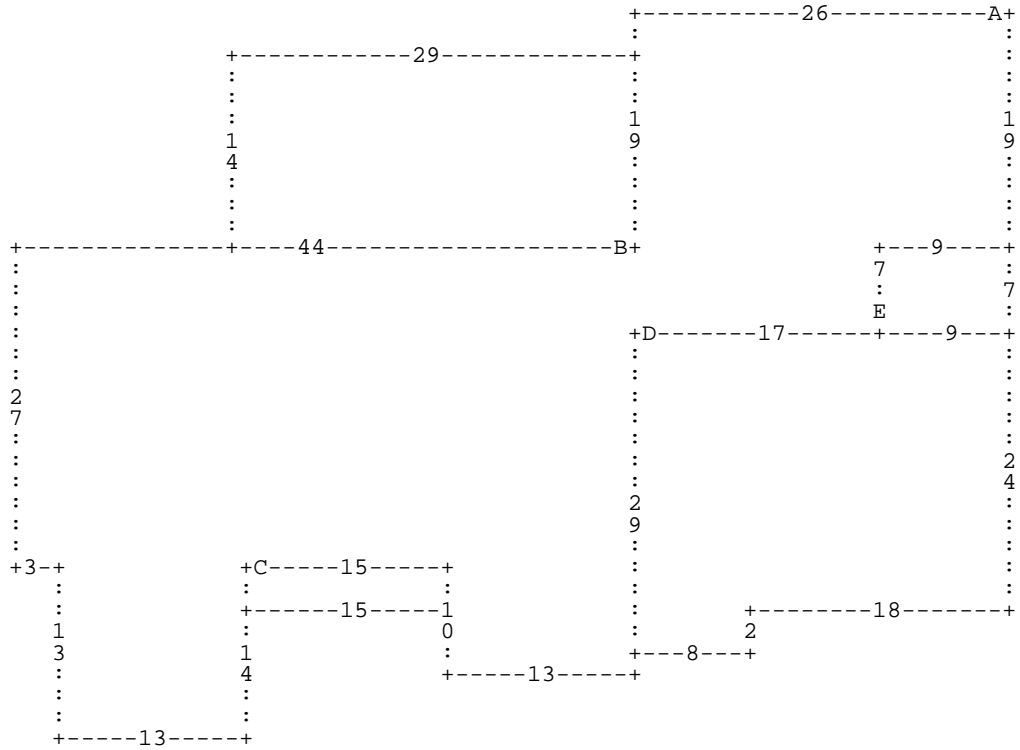 +-----------26-----------A+
                                           :                         :
               +------------29-------------+                         :
               :                           :                         :
               :                           :                         :
               :                           1                         1
               1                           9                         9
               4                           :                         :
               :                           :                         :
               :                           :                         :
               :                           :                         :
+--------------+----44--------------------B+                +---9----+
:                                                           7        :
:                                                           :        7
:                                                           E        :
:                                          +D-------17------+----9---+
:                                          :                         :
:                                          :                         :
2                                          :                         :
7                                          :                         :
:                                          :                         :
:                                          :                         2
:                                          :                         4
:                                          2                         :
:                                          9                         :
:                                          :                         :
+3-+            +C-----15-----+            :                         :
   :            :             :            :                         :
   :            +------15-----1            :       +--------18-------+
   1            :             0            :       2
   3            1             :            +---8---+
   :            4             +-----13-----+
   :            :
   :            :
   +-----13-----+